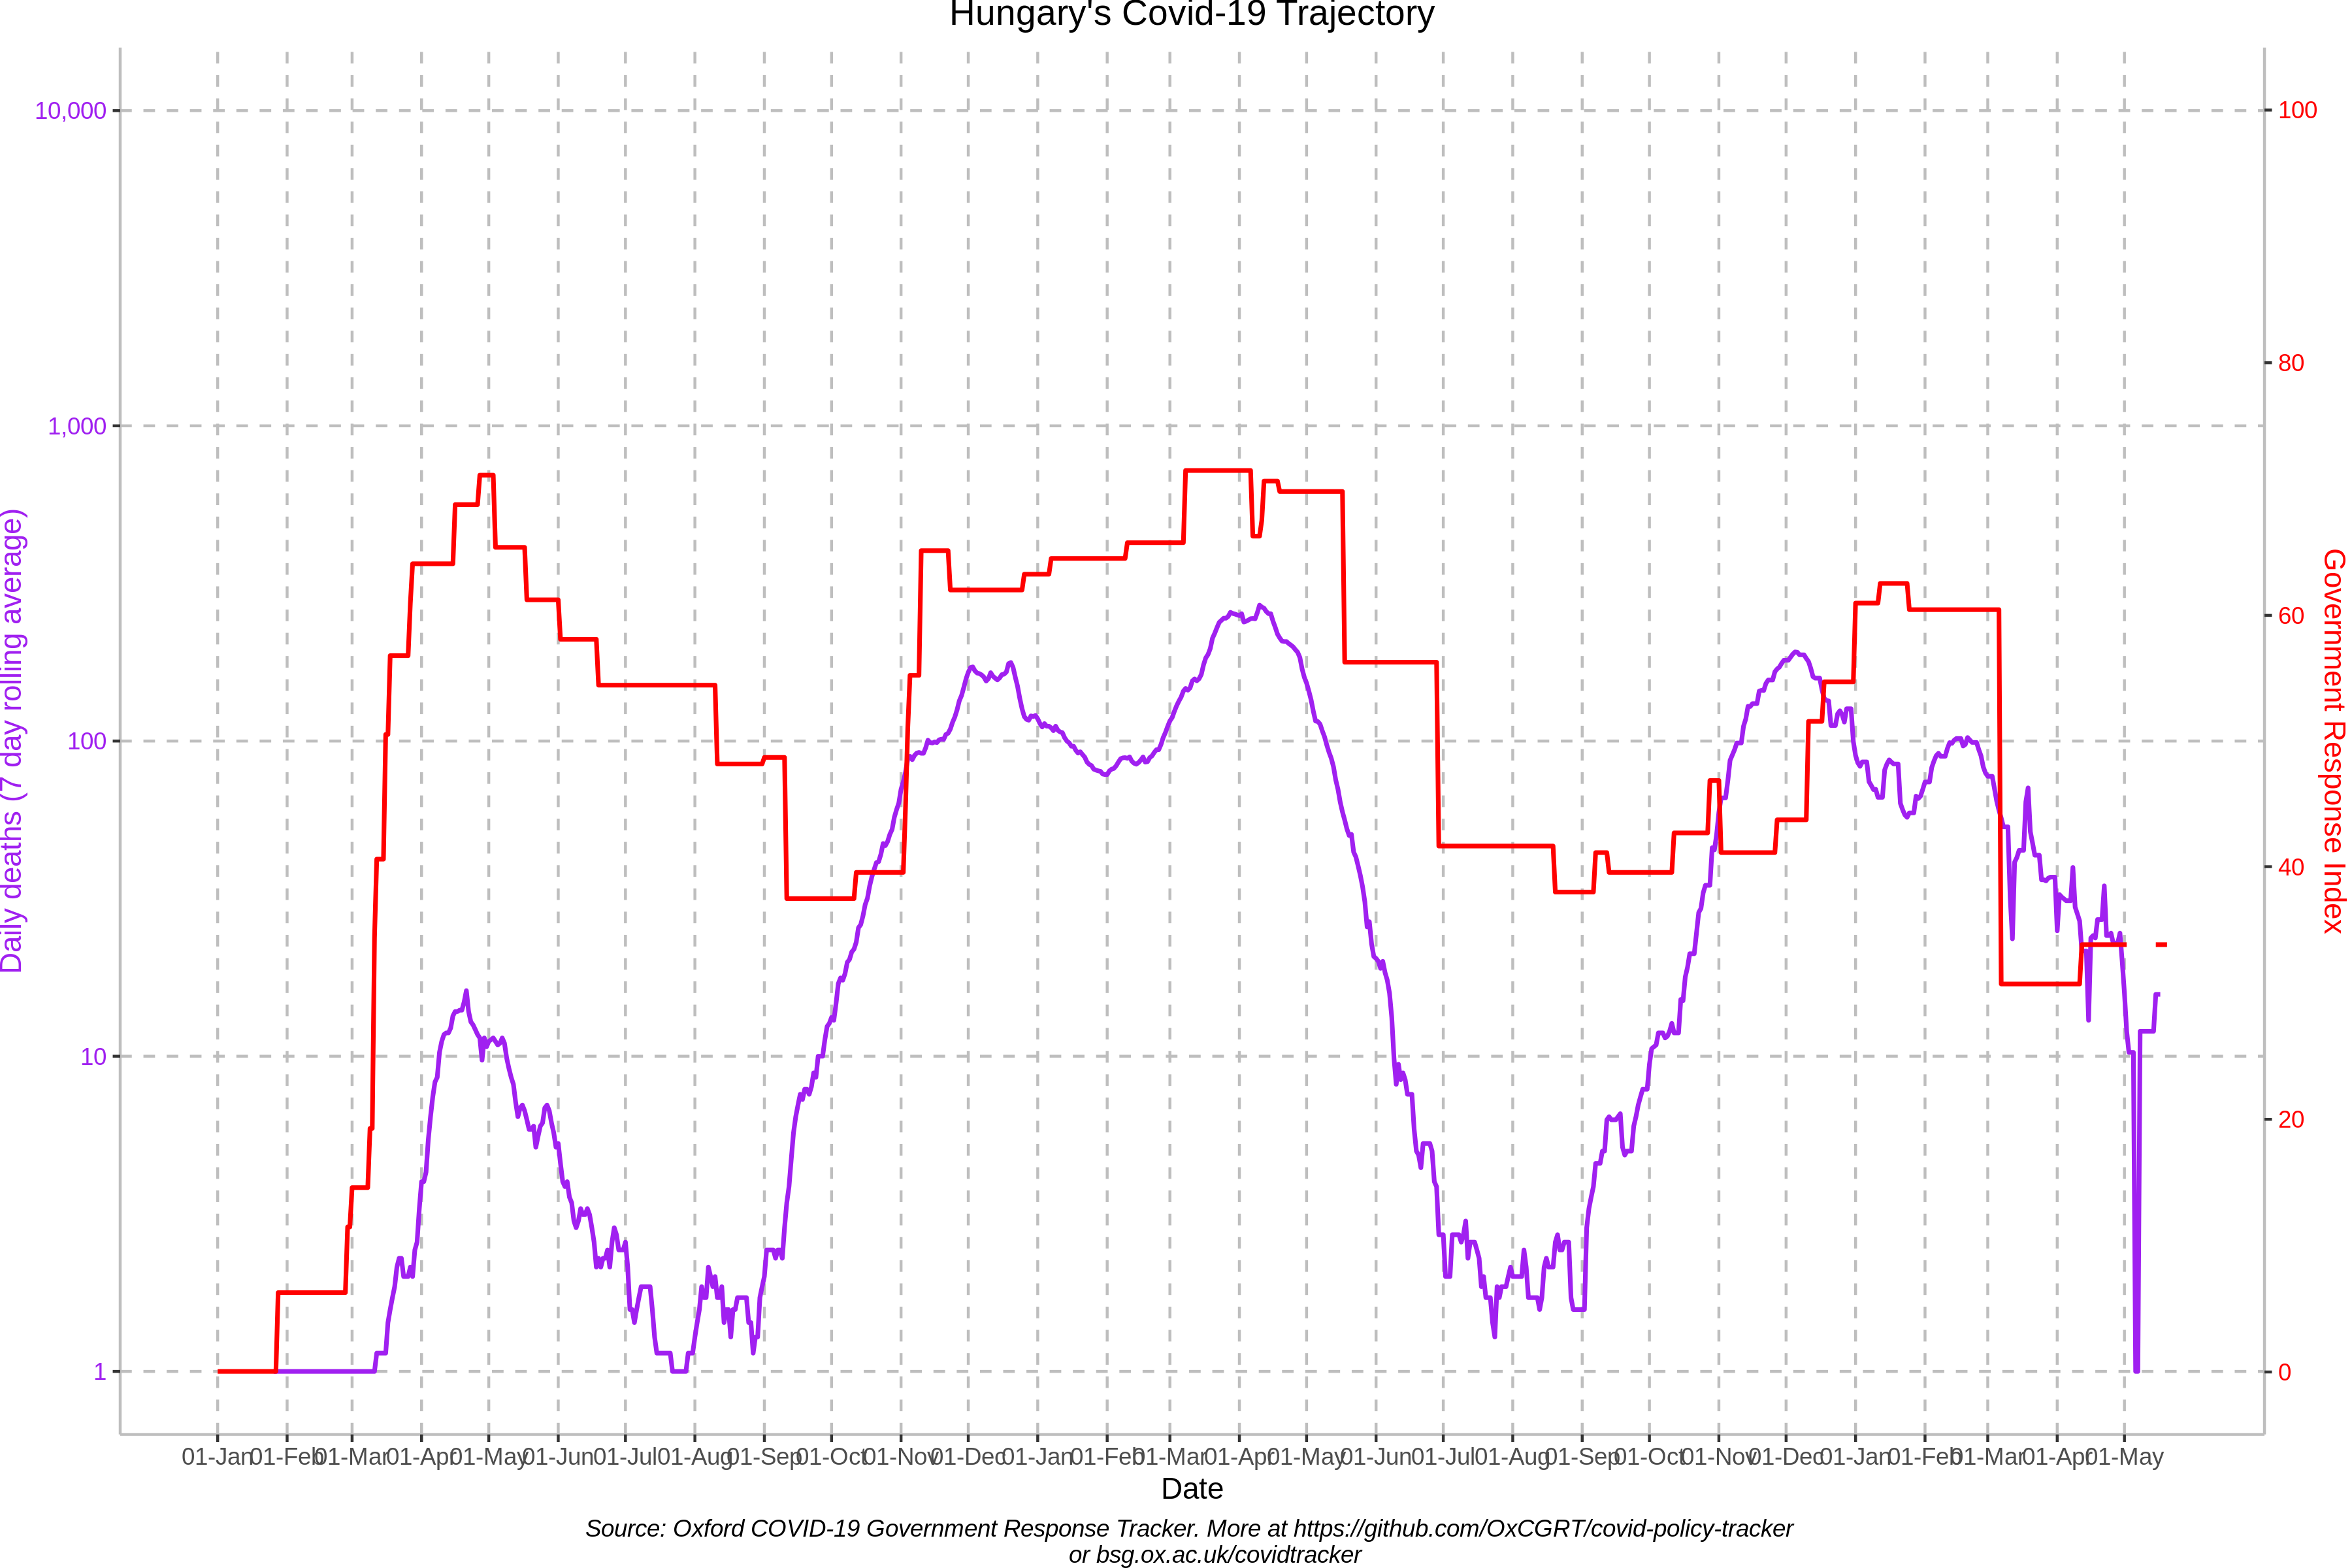 Hungary's Covid-19 Trajectory
10,000
1,000
100
10
1
Daily deaths (7 day rolling average)
100
80
60
40
20
0
Government Response Index
01-Jan 01-Feb 01-Mar 01-Apr 01-May 01-Jun 01-Jul 01-Aug 01-Sep 01-Oct 01-Nov 01-Dec 01-Jan 01-Feb 01-Mar 01-Apr 01-May 01-Jun 01-Jul 01-Aug 01-Sep 01-Oct 01-Nov 01-Dec 01-Jan 01-Feb 01-Mar 01-Apr 01-May
Date
Source: Oxford COVID-19 Government Response Tracker. More at https://github.com/OxCGRT/covid-policy-tracker
or bsg.ox.ac.uk/covidtracker